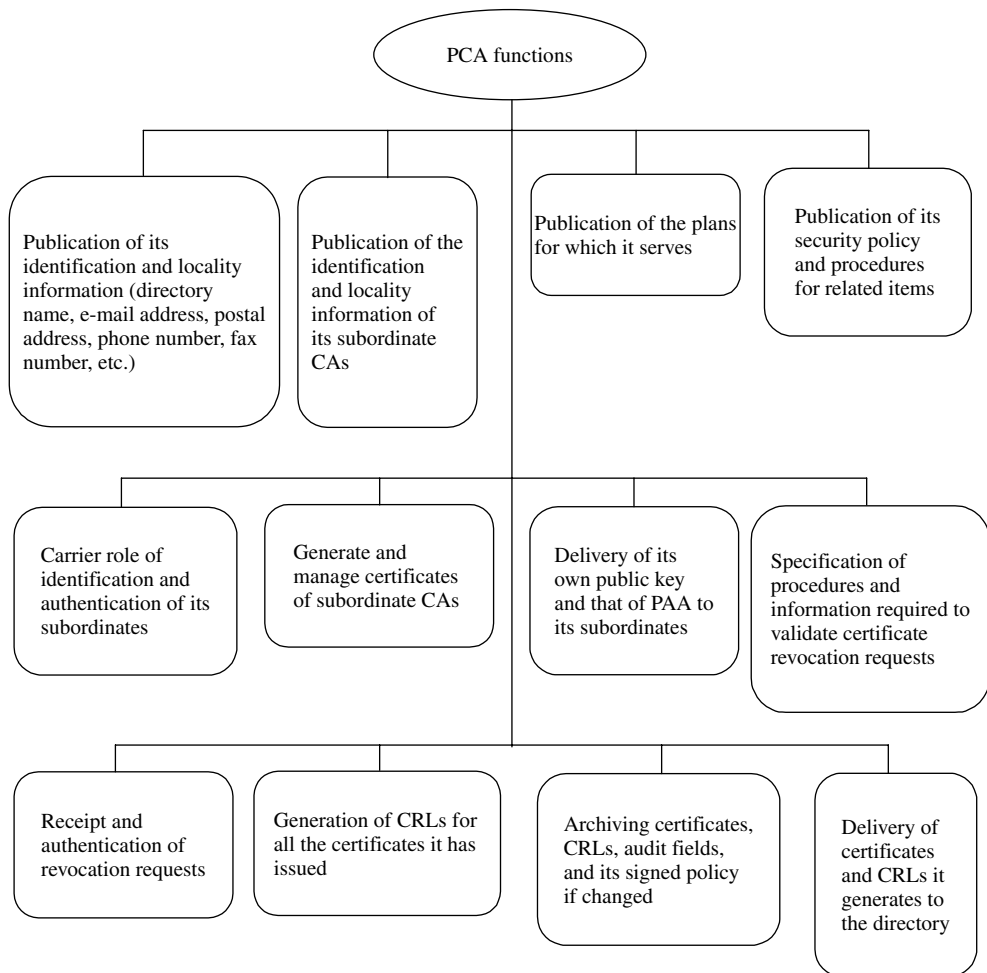 PCA functions
Publication of its
identification and locality
information (directory
name, e-mail address, postal
address, phone number, fax
number, etc.)
Publication of the
identification
and locality
information of
its subordinate
CAs
Publication of the plans
for which it serves
Publication of its
security policy
and procedures
for related items
Carrier role of
identification and
authentication of its
subordinates
Generate and
manage certificates
of subordinate CAs
Delivery of its
own public key
and that of PAA to
its subordinates
Specification of
procedures and
information required to
validate certificate
revocation requests
Receipt and
authentication of
revocation requests
Generation of CRLs for
all the certificates it has
issued
Archiving certificates,
CRLs, audit fields,
and its signed policy
if changed
Delivery of
certificates
and CRLs it
generates to
the directory